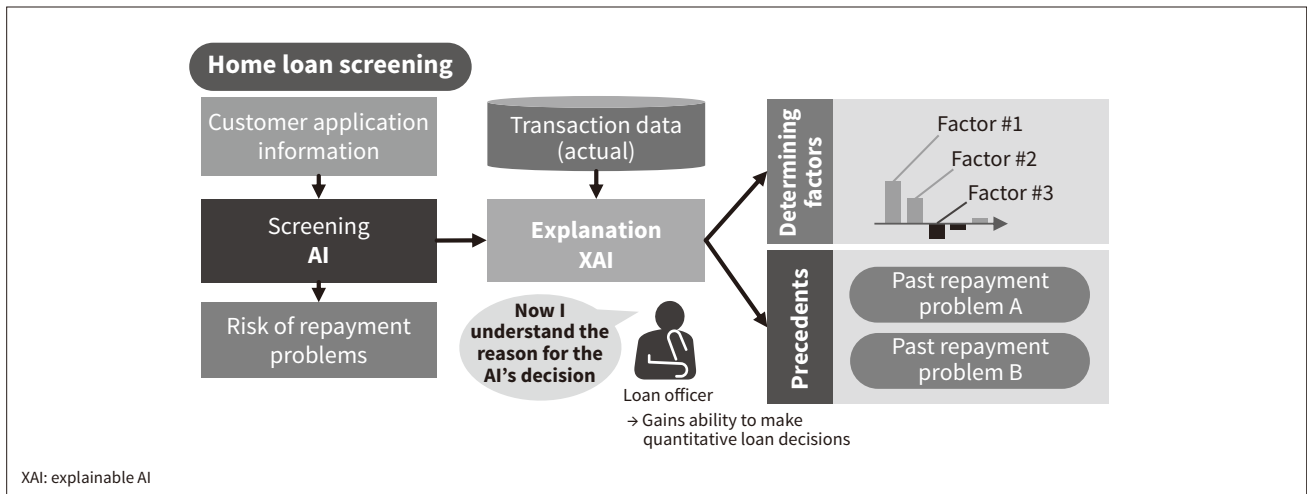 Home loan screening
Customer application
information
Screening
AI
Risk of repayment
problems
Transaction data
(actual)
Explanation
XAI
Now I
understand the
reason for the
AI's decision
Loan officer
→ Gains ability to make
quantitative loan decisions
Determining
factors
Factor #1
Factor #2
Factor #3
Precedents
Past repayment
problem A
Past repayment
problem B
XAI: explainable AI